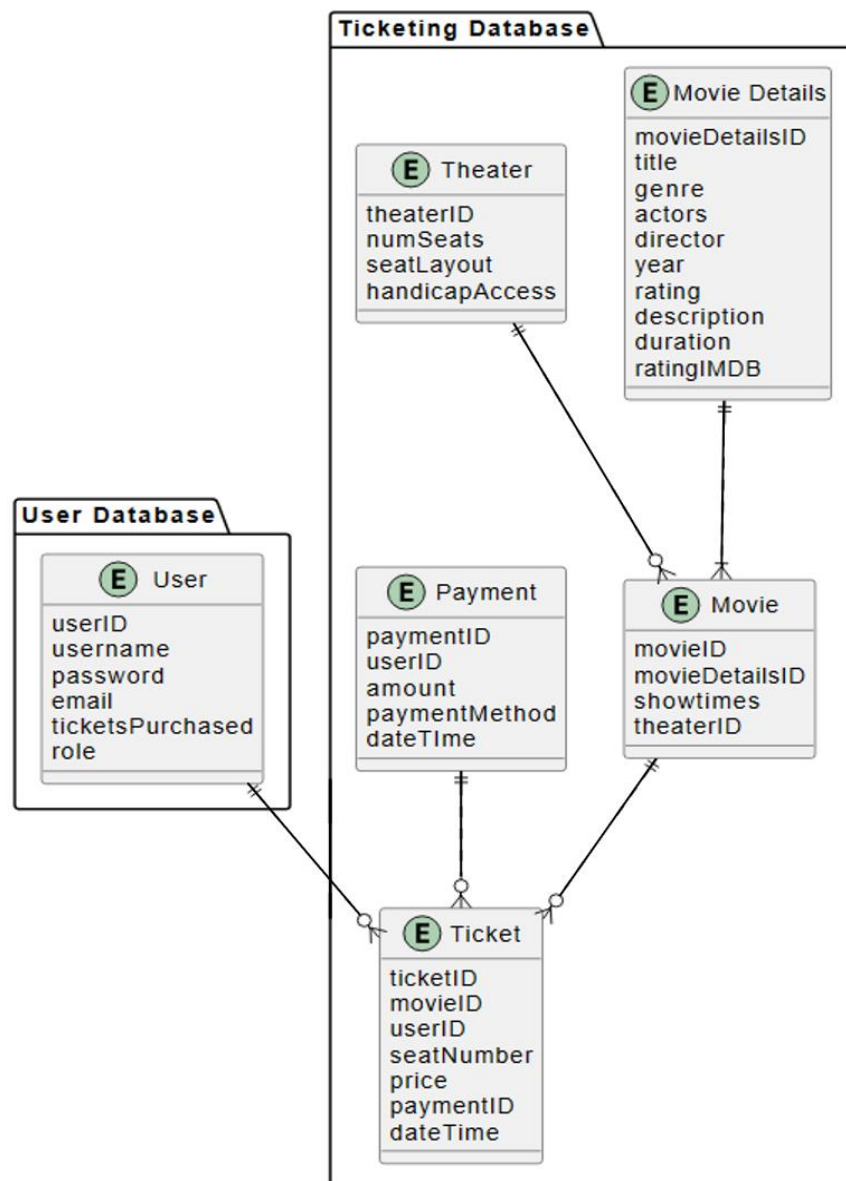 Ticketing Database
E Movie Details
movieDetailsID
title
genre
actors
director
year
rating
description
duration
ratingIMDB
E Theater
theaterID
numSeats
seatLayout
handicapAccess
User Database
E User
userID
username
password
email
ticketsPurchased
role
E Payment
paymentID
userID
amount
paymentMethod
dateTIme
E Movie
movieID
movieDetailsID
showtimes
theaterID
E Ticket
ticketID
movieID
userID
seatNumber
price
paymentID
dateTime